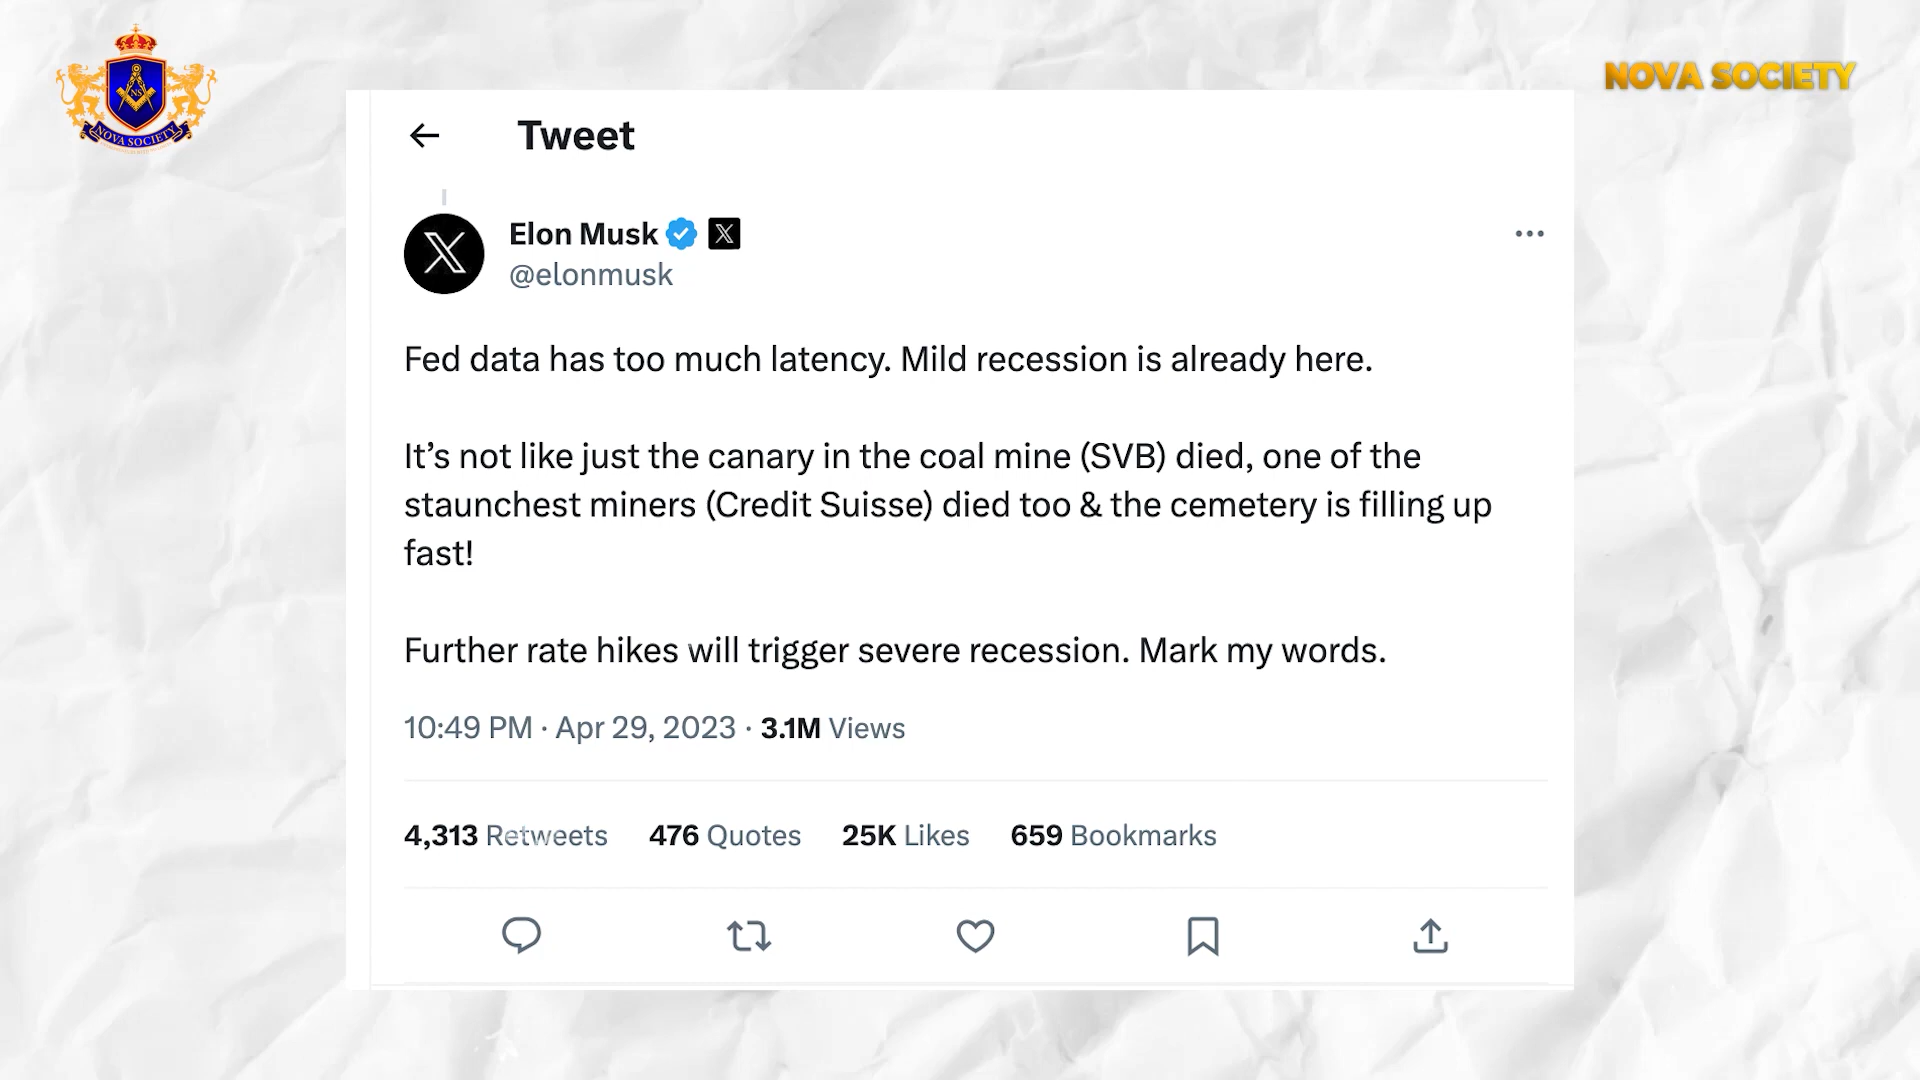 NOVA SOCIETY
NS
NOVA SOCIETY
Tweet
Elon Musk
@elonmusk
Fed data has too much latency. Mild recession is already here.
It’s not like just the canary in the coal mine (SVB) died, one of the
staunchest miners (Credit Suisse) died too & the cemetery is filling up
fast!
Further rate hikes will trigger severe recession. Mark my words.
10:49 PM · Apr 29, 2023 · 3.1M Views
4,313 Retweets 476 Quotes 25K Likes 659 Bookmarks